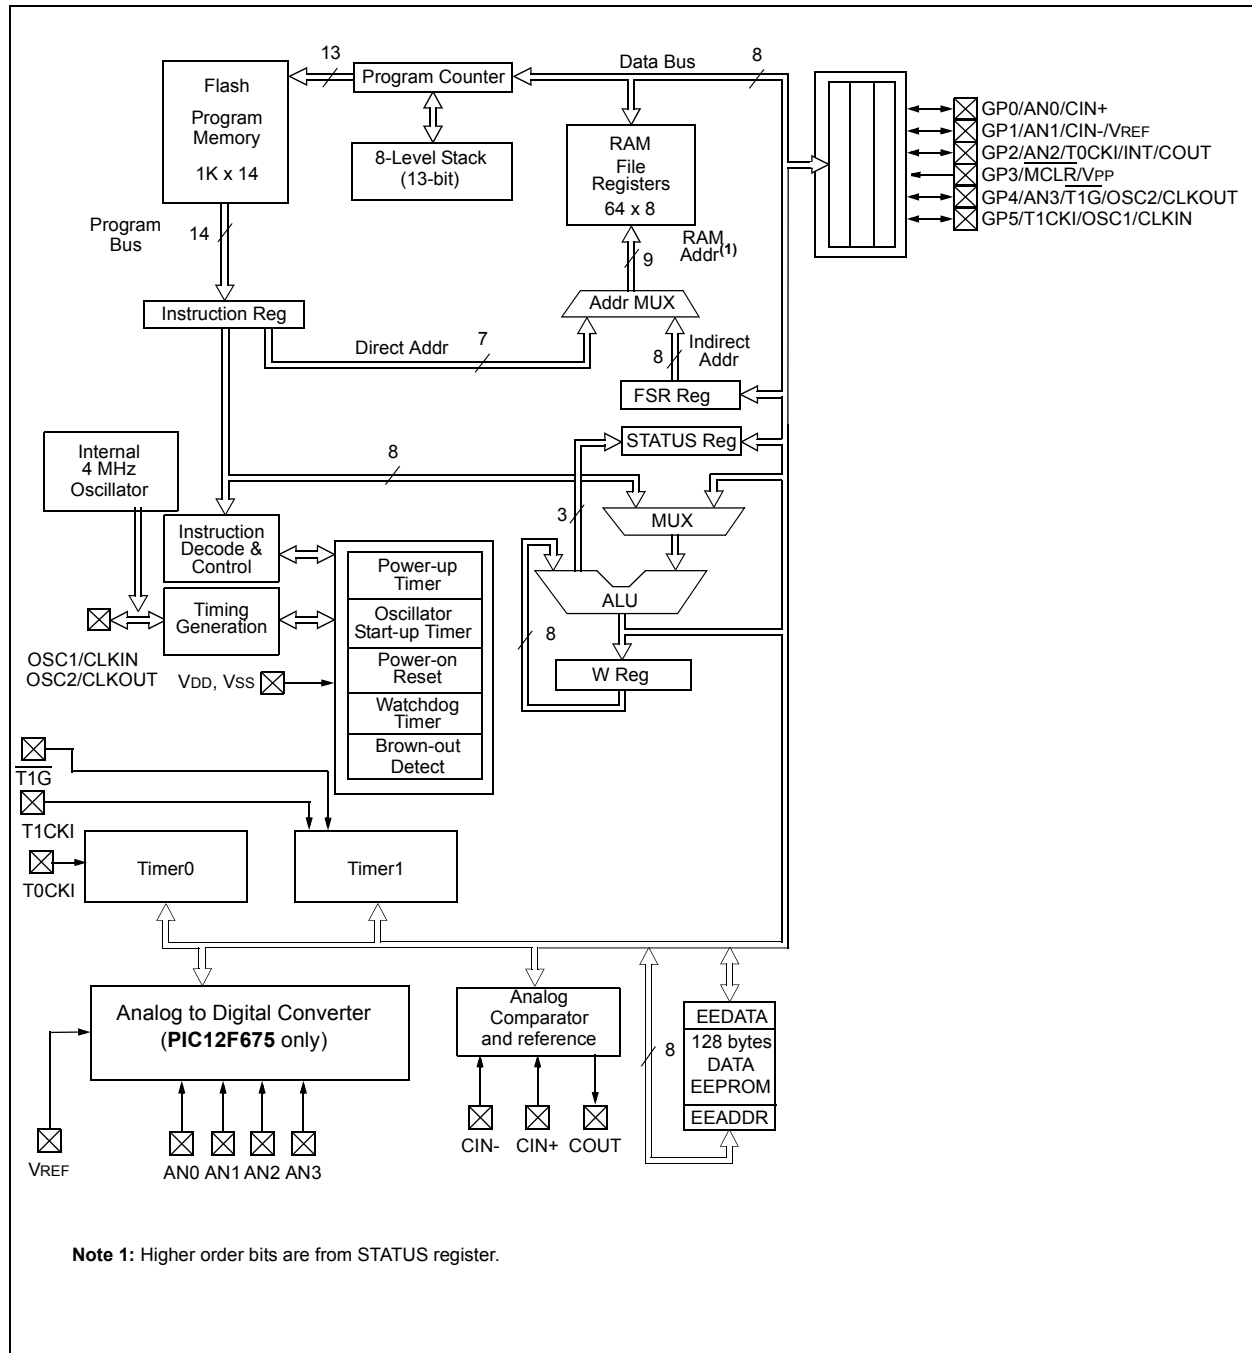 13
Data Bus
8
Flash
Program
Memory
1K x 14
Program Counter
8-Level Stack
(13-bit)
RAM
File
Registers
64 x 8
GP0/AN0/CIN+
GP1/AN1/CIN-/VREF
GP2/AN2/T0CKI/INT/COUT
GP3/MCLR/VPP
GP4/AN3/T1G/OSC2/CLKOUT
GP5/T1CKI/OSC1/CLKIN
Program
Bus
14
RAM
Addr(1)
9
Addr MUX
Instruction Reg
Direct Addr
7
Indirect
Addr
8
FSR Reg
STATUS Reg
Internal
4 MHz
Oscillator
8
3
MUX
Instruction
Decode &
Control
Power-up
Timer
ALU
Timing
Generation
Oscillator
Start-up Timer
8
OSC1/CLKIN
OSC2/CLKOUT
Power-on
Reset
W Reg
VDD, VSS
Watchdog
Timer
Brown-out
Detect
T1G
T1CKI
T0CKI
Timer0
Timer1
Analog to Digital Converter
(PIC12F675 only)
Analog
Comparator
and reference
8
EEDATA
128 bytes
DATA
EEPROM
EEADDR
VREF
AN0 AN1 AN2 AN3
CIN- CIN+ COUT
Note 1: Higher order bits are from STATUS register.